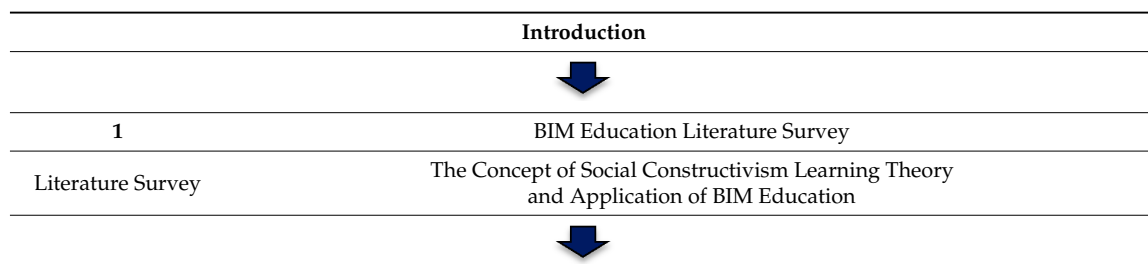 Introduction
1
BIM Education Literature Survey
Literature Survey
The Concept of Social Constructivism Learning Theory
and Application of BIM Education